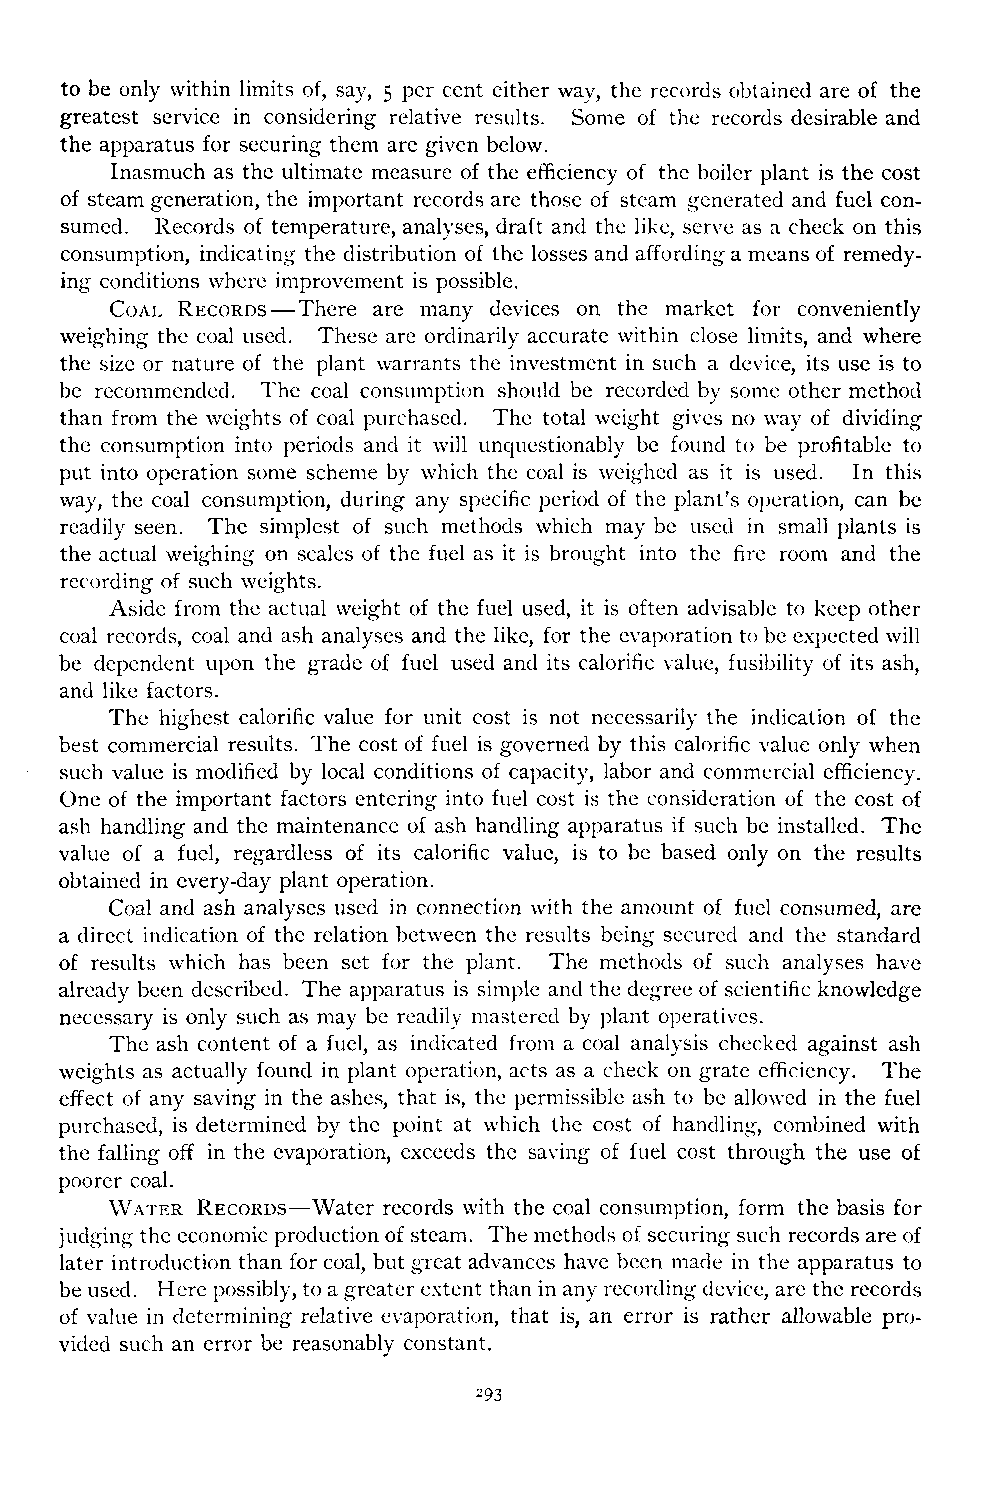 to be only within limits of, say, 5 per cent either way, the records obtained are of the
greatest service in considering relative results. Some of the records desirable and
the apparatus for securing them are given below.
Inasmuch as the ultimate measure of the efficiency of the boiler plant is the cost
of steam generation, the important records are those of steam generated and fuel con-
sumed. Records of temperature, analyses, draft and the like, serve as a check on this
consumption, indicating the distribution of the losses and affording a means of remedy-
ing conditions where improvement is possible.
COAL RECORDS—There are many devices on the market for conveniently
weighing the coal used. These are ordinarily accurate within close limits, and where
the size or nature of the plant warrants the investment in such a device, its use is to
be recommended. The coal consumption should be recorded by some other method
than from the weights of coal purchased. The total weight gives no way of dividing
the consumption into periods and it will unquestionably be found to be profitable to
put into operation some scheme by which the coal is weighed as it is used. In this
way, the coal consumption, during any specific period of the plant's operation, can be
readily seen. The simplest of such methods which may be used in small plants is
the actual weighing on scales of the fuel as it is brought into the fire room and the
recording of such weights.
Aside from the actual weight of the fuel used, it is often advisable to keep other
coal records, coal and ash analyses and the like, for the evaporation to be expected will
be dependent upon the grade of fuel used and its calorific value, fusibility of its ash,
and like factors.
The highest calorific value for unit cost is not necessarily the indication of the
best commercial results. The cost of fuel is governed by this calorific value only when
such value is modified by local conditions of capacity, labor and commercial efficiency.
One of the important factors entering into fuel cost is the consideration of the cost of
ash handling and the maintenance of ash handling apparatus if such be installed. The
value of a fuel, regardless of its calorific value, is to be based only on the results
obtained in every-day plant operation.
Coal and ash analyses used in connection with the amount of fuel consumed, are
a direct indication of the relation between the results being secured and the standard
of results which has been set for the plant. The methods of such analyses have
already been described. The apparatus is simple and the degree of scientific knowledge
necessary is only such as may be readily mastered by plant operatives.
The ash content of a fuel, as indicated from a coal analysis checked against ash
weights as actually found in plant operation, acts as a check on grate efficiency. The
effect of any saving in the ashes, that is, the permissible ash to be allowed in the fuel
purchased, is determined by the point at which the cost of handling, combined with
the falling off in the evaporation, exceeds the saving of fuel cost through the use of
poorer coal.
WATER RECORDS—Water records with the coal consumption, form the basis for
judging the economic production of steam. The methods of securing such records are of
later introduction than for coal, but great advances have been made in the apparatus to
be used. Here possibly, to a greater extent than in any recording device, are the records
of value in determining relative evaporation, that is, an error is rather allowable pro-
vided such an error be reasonably constant.
293